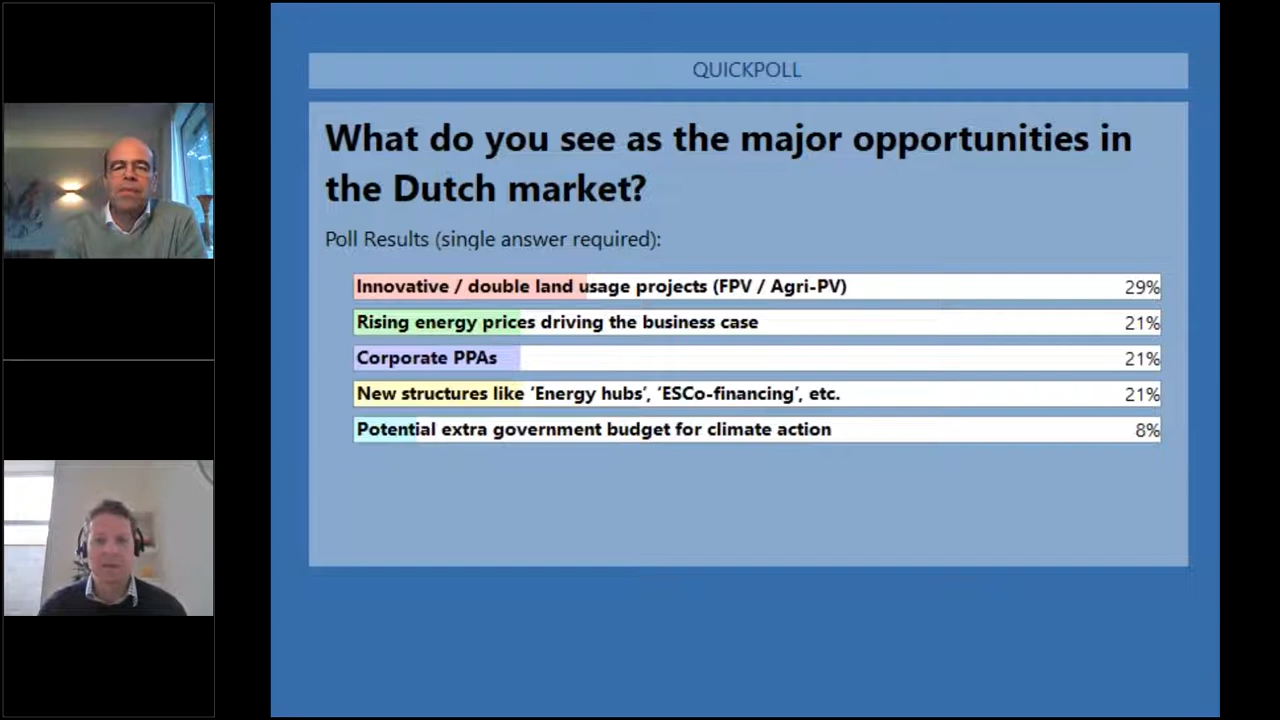 QUICKPOLL
What do you see as the major opportunities in
the Dutch market?
Poll Results (single answer required):
Innovative / double land usage projects (FPV / Agri-PV) 29%
Rising energy prices driving the business case 21%
Corporate PPAs 21%
New structures like ‘Energy hubs’, ‘ESCo-financing’, etc. 21%
Potential extra government budget for climate action 8%